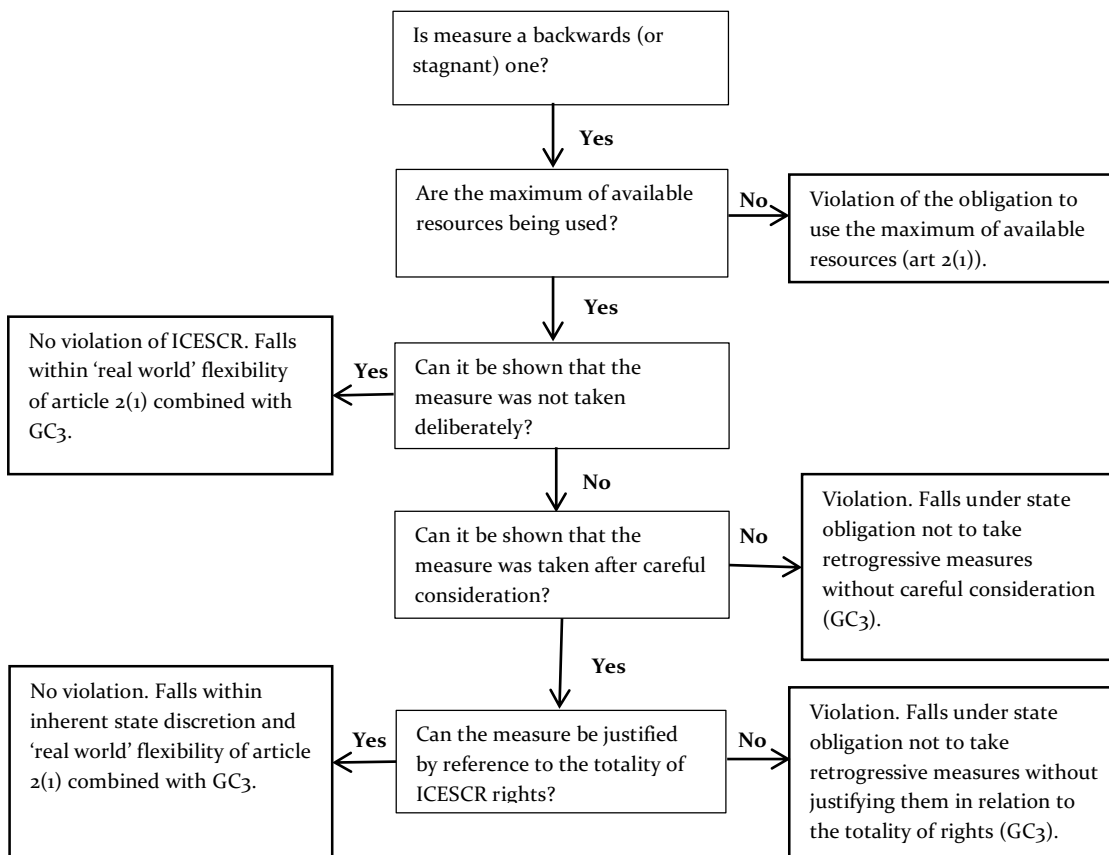 Is measure a backwards (or
stagnant) one?
Yes
Are the maximum of available
resources being used?
No
Violation of the obligation to
use the maximum of available
resources (art 2(1)).
Yes
No violation of ICESCR. Falls
within ‘real world’ flexibility
of article 2(1) combined with
GC3.
Yes
Can it be shown that the
measure was not taken
deliberately?
No
Can it be shown that the
measure was taken after careful
consideration?
No
Violation. Falls under state
obligation not to take
retrogressive measures
without careful consideration
(GC3).
Yes
No violation. Falls within
inherent state discretion and
‘real world’ flexibility of article
2(1) combined with GC3.
Yes
Can the measure be justified
by reference to the totality of
ICESCR rights?
No
Violation. Falls under state
obligation not to take
retrogressive measures without
justifying them in relation to
the totality of rights (GC3).